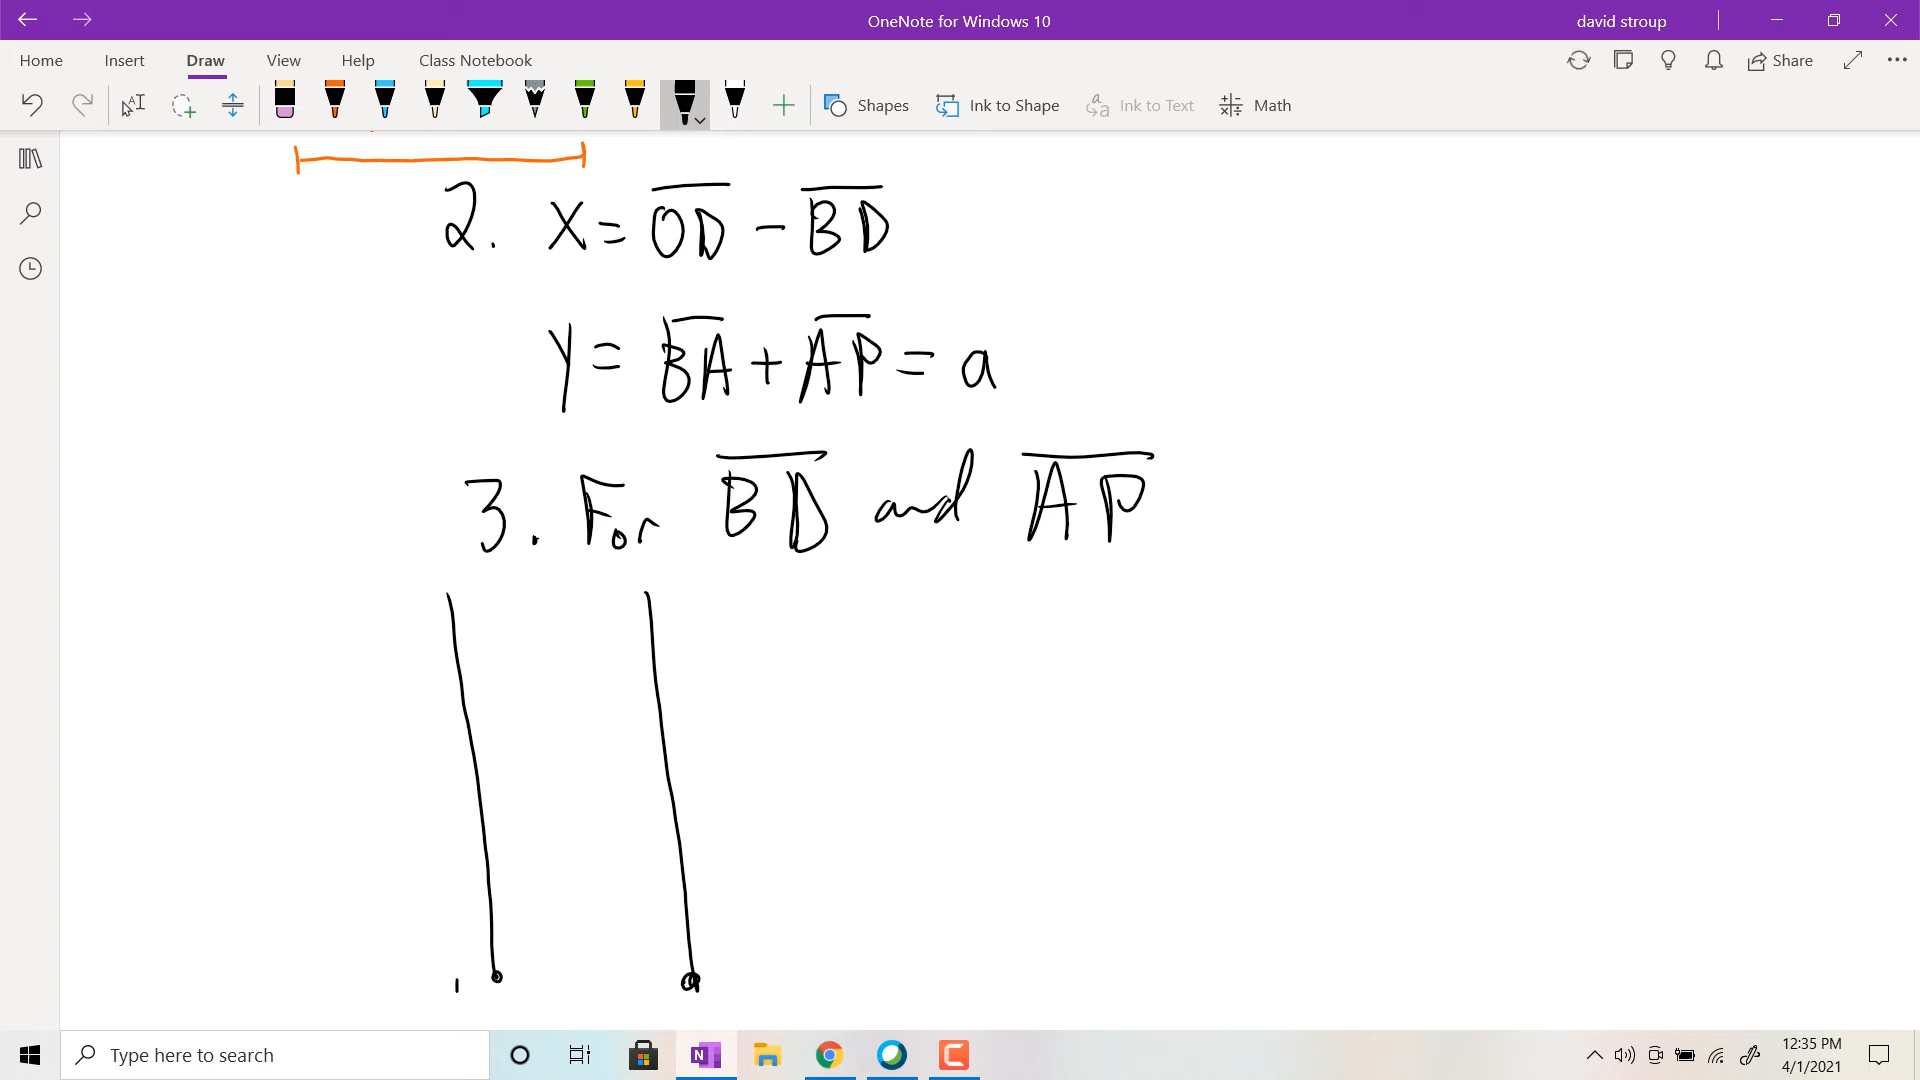 OneNote for Windows 10
david stroup
Home Insert Draw View Help Class Notebook
Share
Shapes Ink to Shape Ink to Text Math
2. X = OD - BD
y = BA + AP = a
3. For BD and AP
Type here to search
12:35 PM
4/1/2021